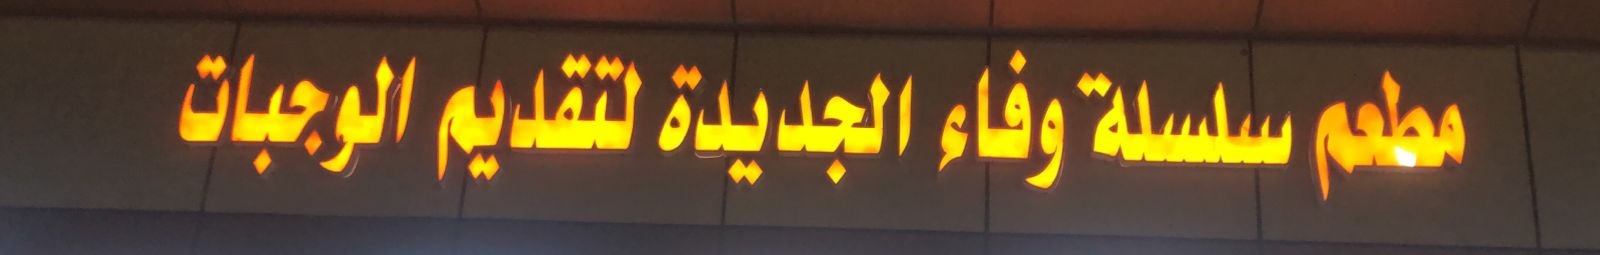 مطعم سلسلة وفاء الجديدة لتقديم الوجبات